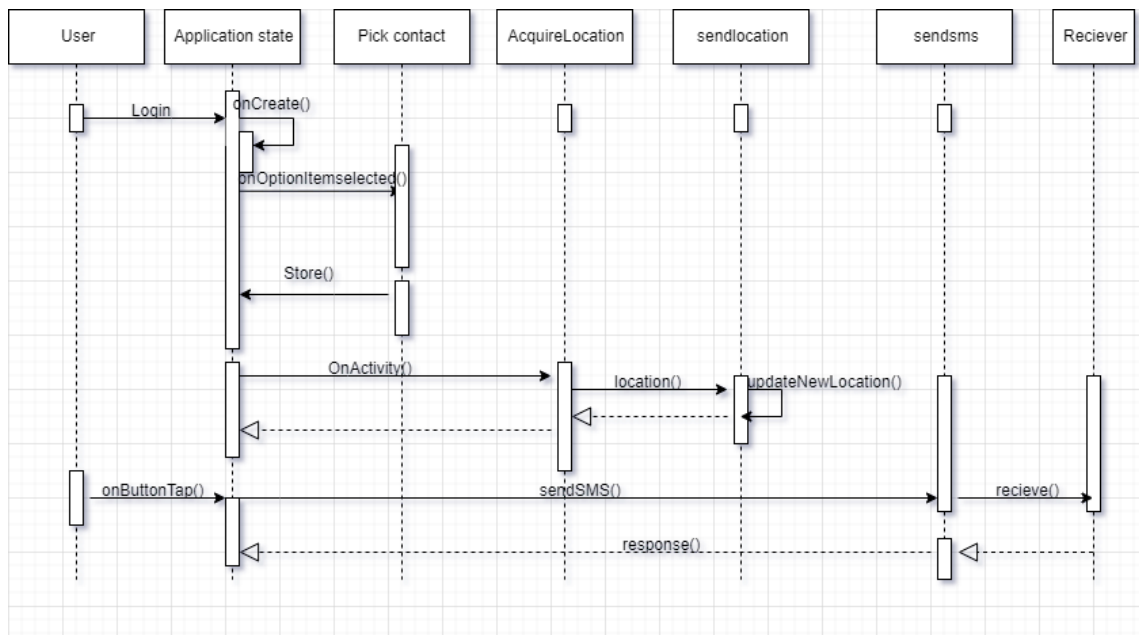 User
Application state
Pick contact
AcquireLocation
sendlocation
sendsms
Reciever
Login
onCreate()
onOptionItemselected()
Store()
OnActivity()
location()
updateNewLocation()
onButtonTap()
sendSMS()
recieve()
response()